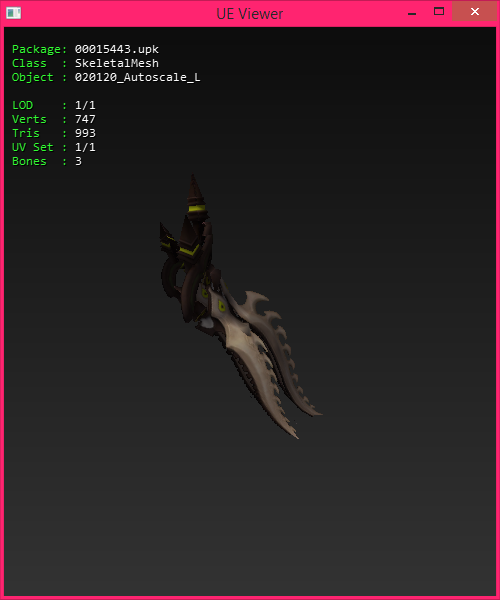 UE Viewer
Package: 00015443.upk
Class : SkeletalMesh
Object : 020120_Autoscale_L
LOD : 1/1
Verts : 747
Tris : 993
UV Set : 1/1
Bones : 3